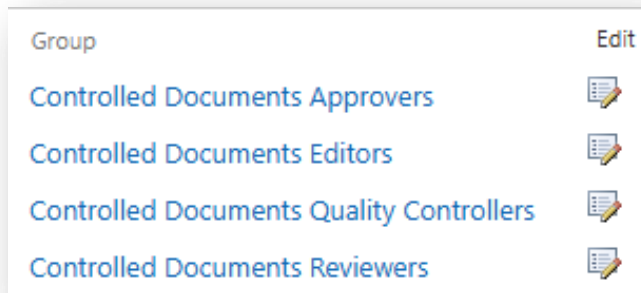 Group Edit
Controlled Documents Approvers
Controlled Documents Editors
Controlled Documents Quality Controllers
Controlled Documents Reviewers